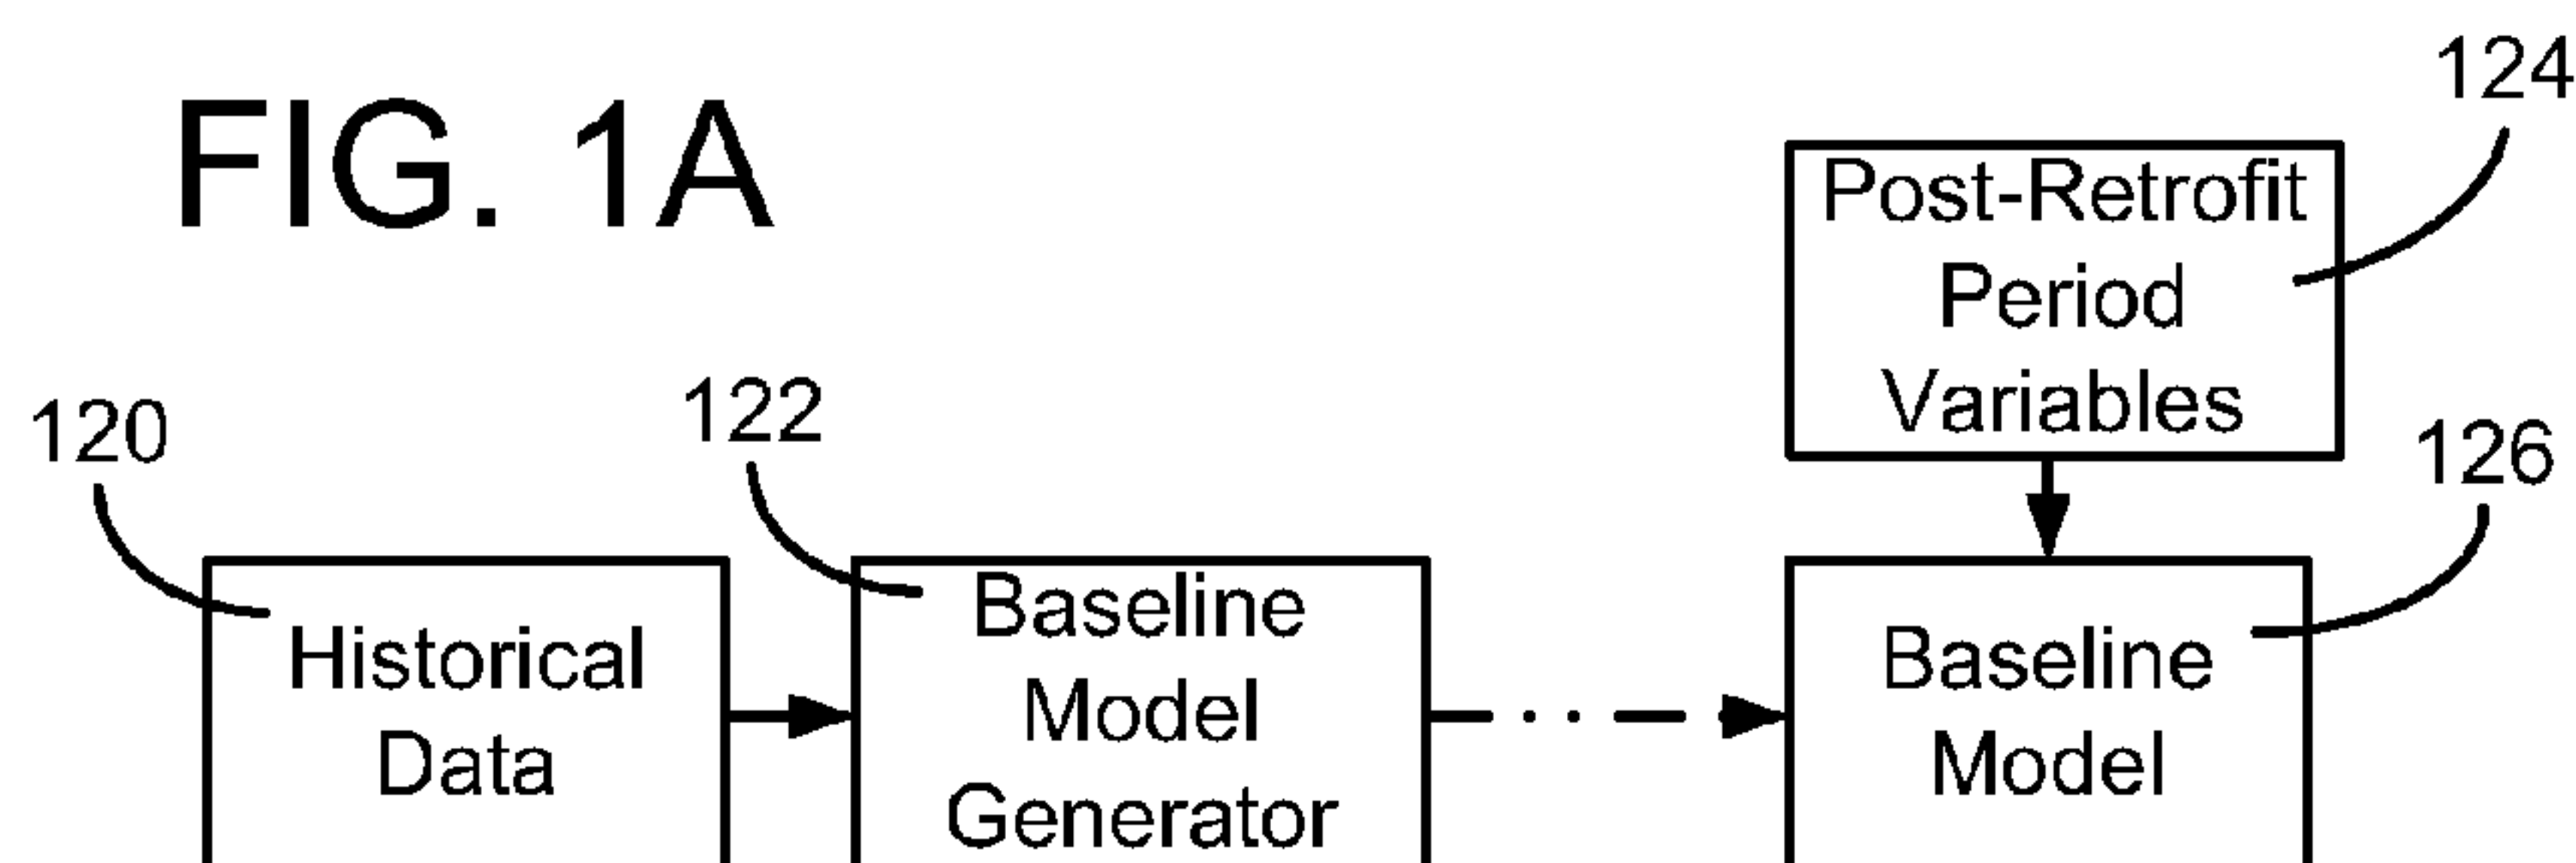 FIG. 1A
124
Post-Retrofit
Period
Variables
120
122
126
Historical
Data
Baseline
Model
Generator
Baseline
Model